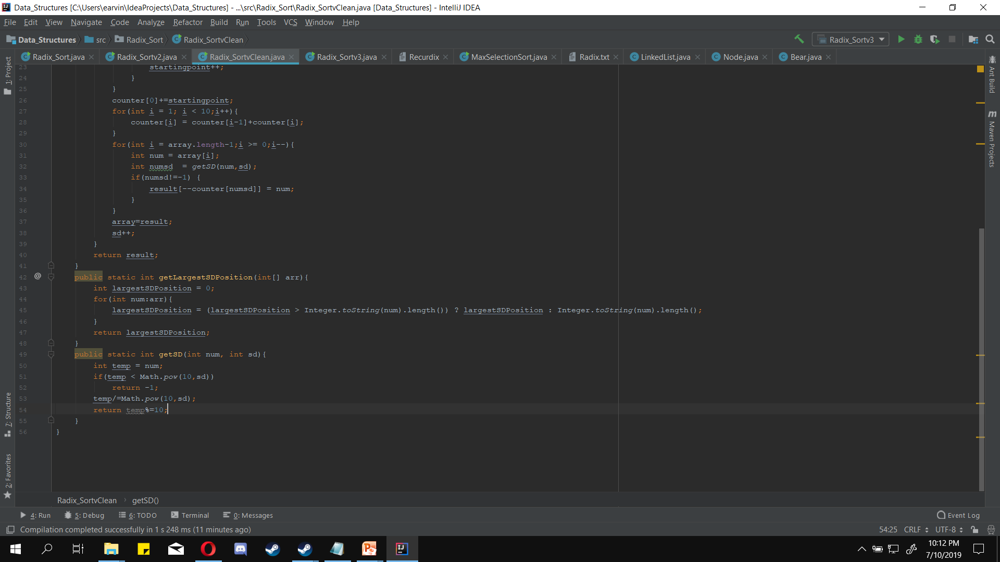 Data_Structures [C:\Users\earvin\IdeaProjects\Data_Structures] - ...\src\Radix_Sort\Radix_SortvClean.java [Data_Structures] - IntelliJ IDEA
File Edit View Navigate Code Analyze Refactor Build Run Tools VCS Window Help
Data_Structures src Radix_Sort Radix_SortvClean Radix_Sortv3
Radix_Sort.java Radix_Sortv2.java Radix_SortvClean.java Radix_Sortv3.java Recurdix MaxSelectionSort.java Radix.txt LinkedList.java Node.java Bear.java
1: Project
7: Structure
2: Favorites
Ant Build
Maven Projects
23 startingpoint++;
24 }
25 }
26 counter[0]+=startingpoint;
27 for(int i = 1; i < 10;i++){
28 counter[i] = counter[i-1]+counter[i];
29 }
30 for(int i = array.length-1;i >= 0;i--){
31 int num = array[i];
32 int numsd  = getSD(num,sd);
33 if(numsd!=-1) {
34 result[--counter[numsd]] = num;
35 }
36 }
37 array=result;
38 sd++;
39 }
40 return result;
41 }
42 @ public static int getLargestSDPosition(int[] arr){
43 int largestSDPosition = 0;
44 for(int num:arr){
45 largestSDPosition = (largestSDPosition > Integer.toString(num).length()) ? largestSDPosition : Integer.toString(num).length();
46 }
47 return largestSDPosition;
48 }
49 public static int getSD(int num, int sd){
50 int temp = num;
51 if(temp < Math.pow(10,sd))
52 return -1;
53 temp/=Math.pow(10,sd);
54 return temp%=10;
55 }
56 }
Radix_SortvClean › getSD()
4: Run 5: Debug 6: TODO Terminal 0: Messages Event Log
Compilation completed successfully in 1 s 248 ms (11 minutes ago) 54:25 CRLF UTF-8
10:12 PM
7/10/2019